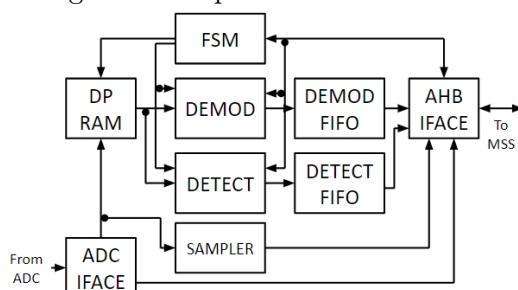 FSM
DP
RAM
DEMOD
DEMOD
FIFO
AHB
IFACE
To
MSS
DETECT
DETECT
FIFO
SAMPLER
From
ADC
ADC
IFACE